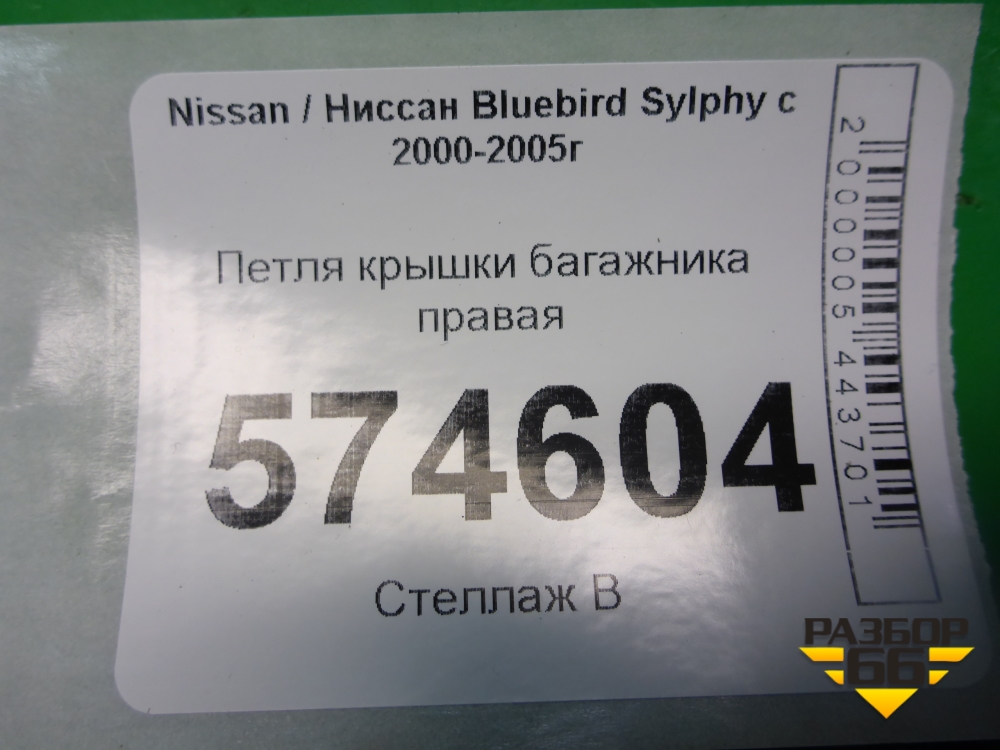 Nissan / Ниссан Bluebird Sylphy с
2000-2005г
Петля крышки багажника
правая
574604
Стеллаж В
2000005443701
РАЗБОР
66